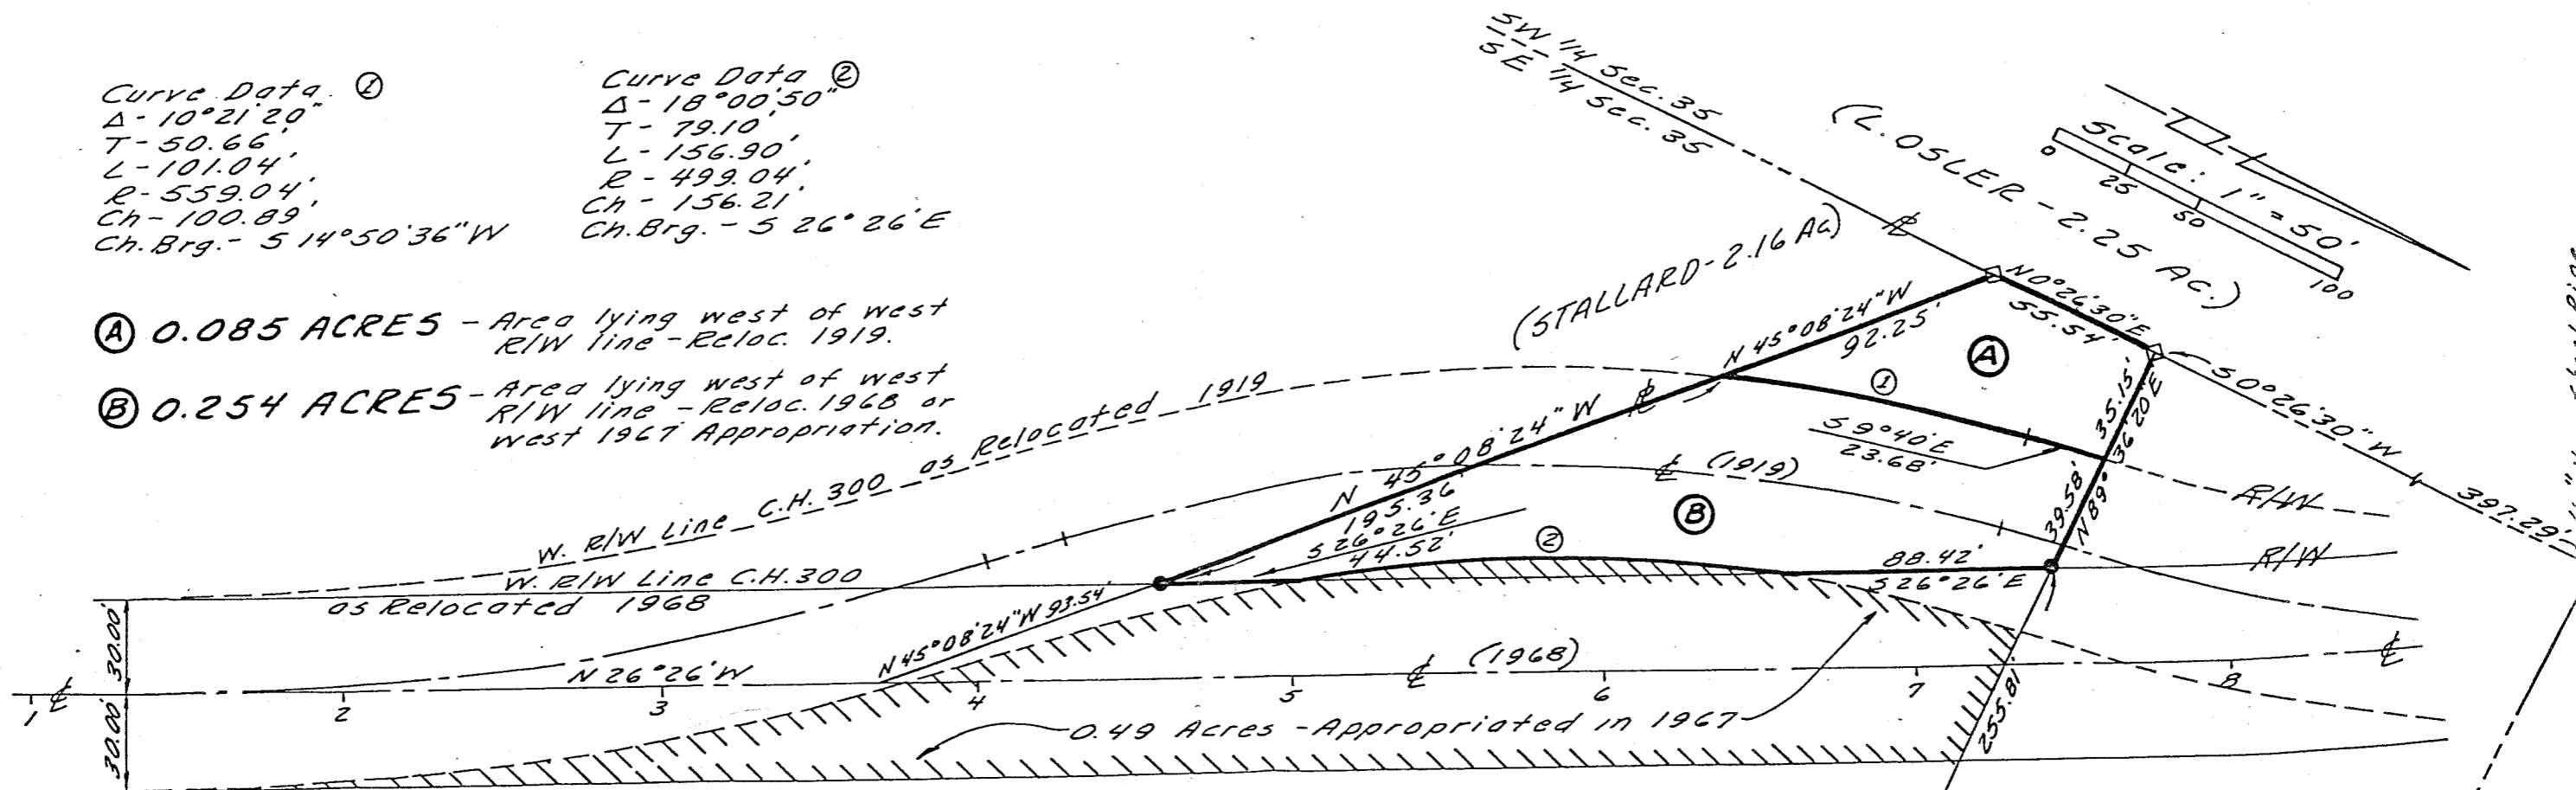 Curve Data ①
Δ - 10°21'20"
T - 50.66'
L - 101.04'
R - 559.04'
Ch - 100.89'
Ch. Brg. - S 14°50'36" W
Curve Data ②
Δ - 18°00'50"
T - 79.10'
L - 156.90'
R - 499.04'
Ch - 156.21'
Ch. Brg. - S 26°26' E
Ⓐ 0.085 ACRES - Area lying west of west
R/W line - Reloc. 1919.
Ⓑ 0.254 ACRES - Area lying west of west
R/W line - Reloc. 1968 or
West 1967 Appropriation.
SW 1/4 Sec. 35
SE 1/4 Sec. 35
(L. OSLER - 2.25 AC.)
Scale: 1" = 50'
0 25 50 100
(STALLARD - 2.16 Ac)
℄
N 0°26'30" E
55.54'
N 45°08'24" W
92.25'
Ⓐ
①
S 0°26'30" W
397.29'
35.15'
N 89°36'20 E
39.58'
S 9°40' E
23.68'
R/W
R/W
W. R/W Line C.H. 300 as Relocated 1919
N 45°08'24" W
195.36'
℄ (1919)
Ⓑ
S 26°26' E
44.52'
②
88.42'
S 26°26' E
W. R/W Line C.H. 300
as Relocated 1968
N 45°08'24" W 93.54'
30.00'
30.00'
℄
N 26°26' W
℄ (1968)
℄
1 2 3 4 5 6 7 8
0.49 Acres - Appropriated in 1967
255.81'